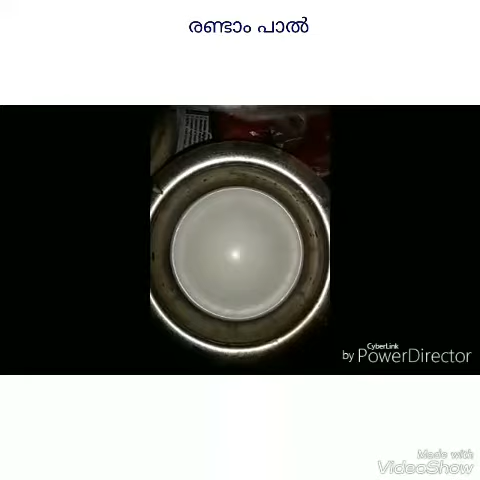 രണ്ടാം പാൽ
CyberLink
by PowerDirector
Made with
VideoShow